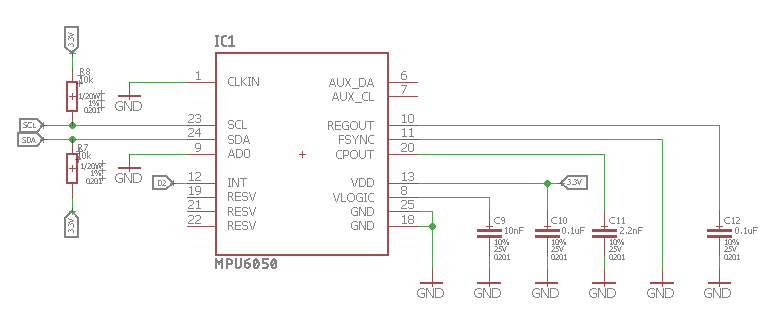 IC1
3.3V
R8
10k
1/20W
1%
0201
SCL
SDA
R7
10k
1/20W
1%
0201
3.3V
GND
GND
D2
1 CLKIN
23 SCL
24 SDA
9 AD0
12 INT
19 RESV
21 RESV
22 RESV
AUX_DA 6
AUX_CL 7
REGOUT 10
FSYNC 11
CPOUT 20
VDD 13
VLOGIC 8
GND 25
GND 18
MPU6050
3.3V
C9
10nF
10%
25V
0201
C10
0.1uF
10%
25V
0201
C11
2.2nF
10%
25V
0201
C12
0.1uF
10%
25V
0201
GND GND GND GND GND GND